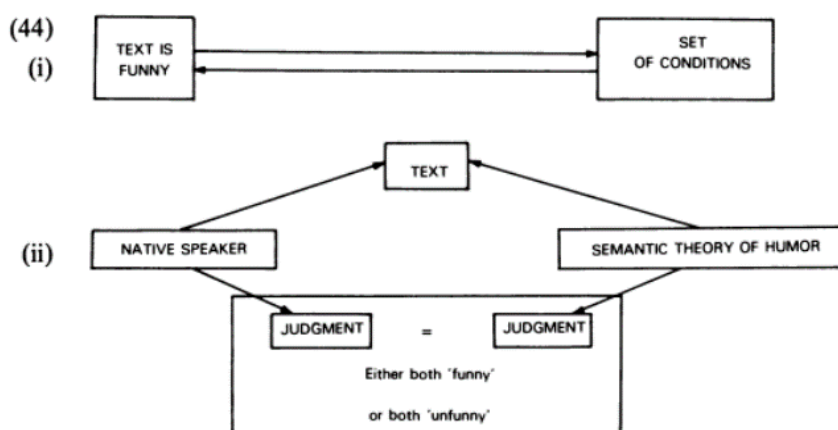 (44)
TEXT IS
FUNNY
SET
OF CONDITIONS
(i)
TEXT
(ii)
NATIVE SPEAKER
SEMANTIC THEORY OF HUMOR
JUDGMENT = JUDGMENT
Either both 'funny'
or both 'unfunny'